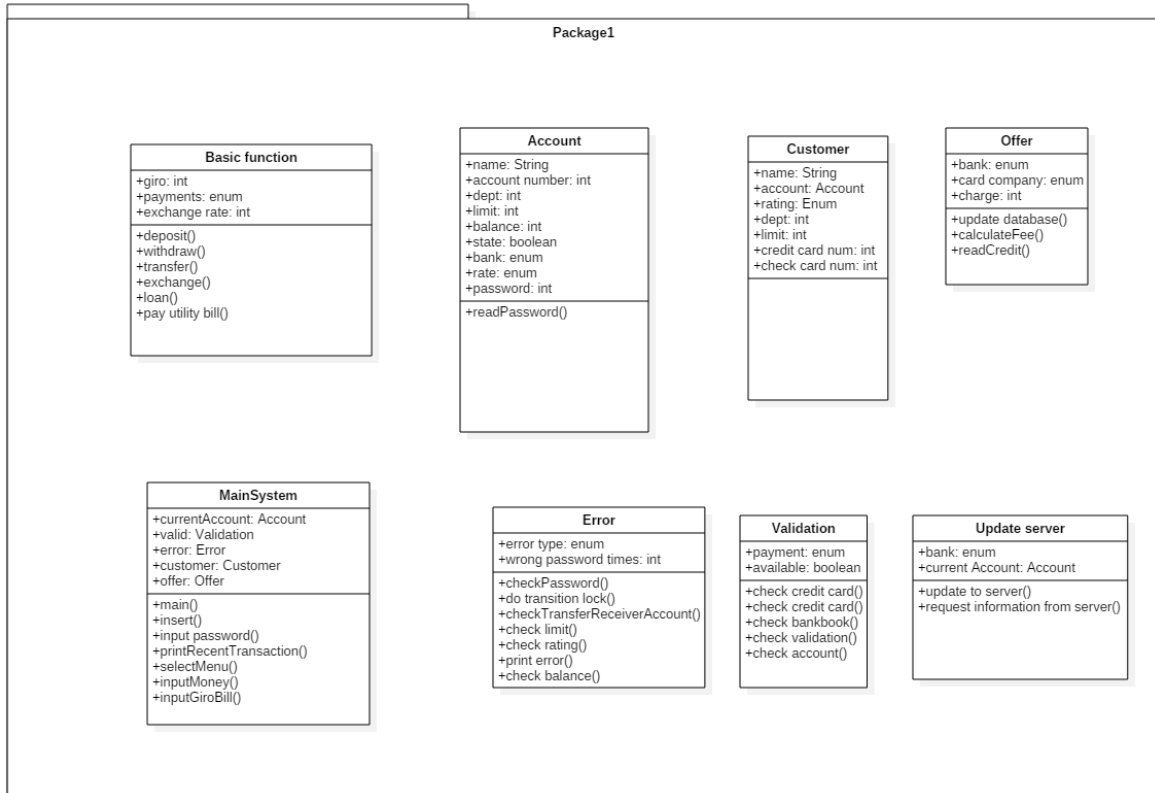 Package1
Basic function
+giro: int
+payments: enum
+exchange rate: int
+deposit()
+withdraw()
+transfer()
+exchange()
+loan()
+pay utility bill()
Account
+name: String
+account number: int
+dept: int
+limit: int
+balance: int
+state: boolean
+bank: enum
+rate: enum
+password: int
+readPassword()
Customer
+name: String
+account: Account
+rating: Enum
+dept: int
+limit: int
+credit card num: int
+check card num: int
Offer
+bank: enum
+card company: enum
+charge: int
+update database()
+calculateFee()
+readCredit()
MainSystem
+currentAccount: Account
+valid: Validation
+error: Error
+customer: Customer
+offer: Offer
+main()
+insert()
+input password()
+printRecentTransaction()
+selectMenu()
+inputMoney()
+inputGiroBill()
Error
+error type: enum
+wrong password times: int
+checkPassword()
+do transition lock()
+checkTransferReceiverAccount()
+check limit()
+check rating()
+print error()
+check balance()
Validation
+payment: enum
+available: boolean
+check credit card()
+check credit card()
+check bankbook()
+check validation()
+check account()
Update server
+bank: enum
+current Account: Account
+update to server()
+request information from server()